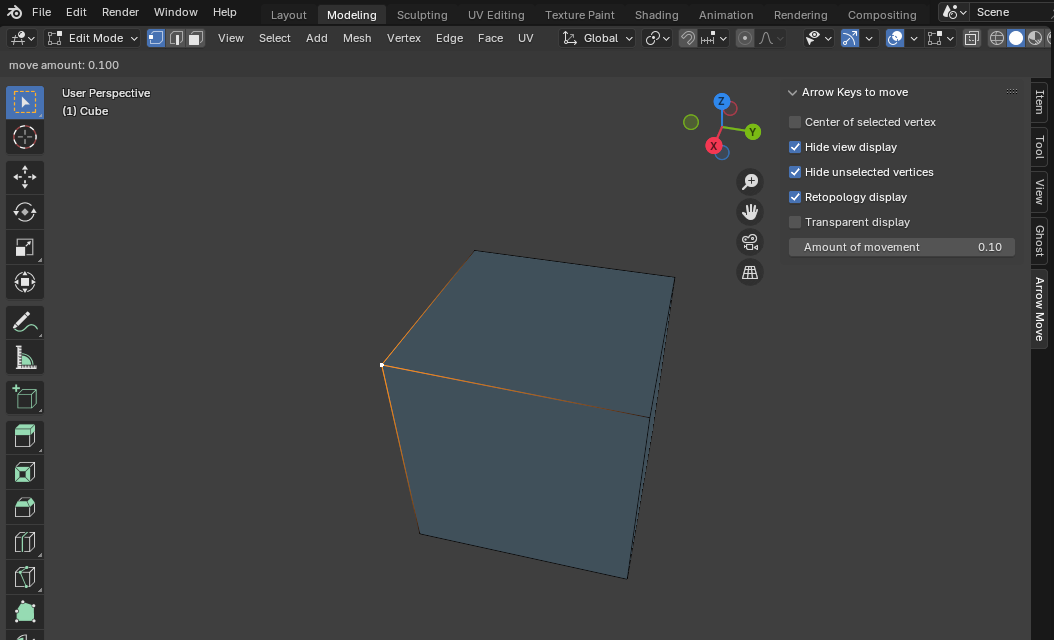 File Edit Render Window Help Layout Modeling Sculpting UV Editing Texture Paint Shading Animation Rendering Compositing Scene
Edit Mode View Select Add Mesh Vertex Edge Face UV Global
move amount: 0.100
User Perspective
(1) Cube
Z
Y
X
Arrow Keys to move
Center of selected vertex
Hide view display
Hide unselected vertices
Retopology display
Transparent display
Amount of movement 0.10
Item
Tool
View
Ghost
Arrow Move